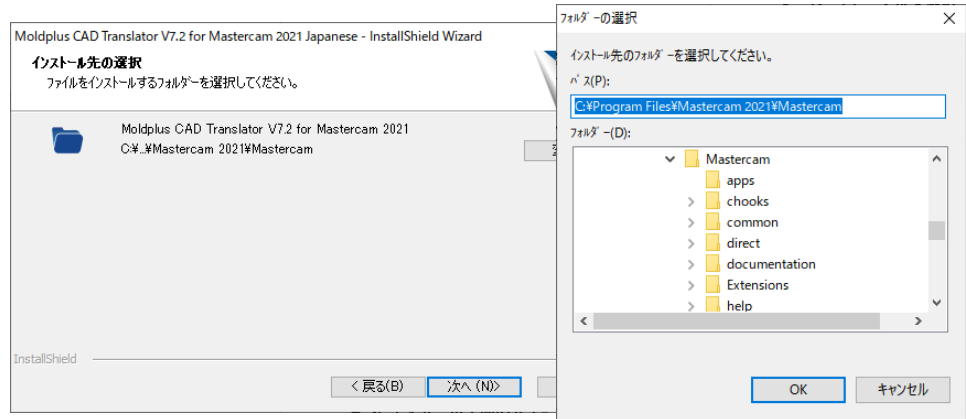 Moldplus CAD Translator V7.2 for Mastercam 2021 Japanese - InstallShield Wizard
インストール先の選択
ファイルをインストールするフォルダーを選択してください。
Moldplus CAD Translator V7.2 for Mastercam 2021
C:¥...¥Mastercam 2021¥Mastercam
InstallShield
< 戻る(B)
次へ (N)>
フォルダーの選択
インストール先のフォルダーを選択してください。
パス(P):
C:¥Program Files¥Mastercam 2021¥Mastercam
フォルダー(D):
Mastercam
apps
chooks
common
direct
documentation
Extensions
help
OK
キャンセル